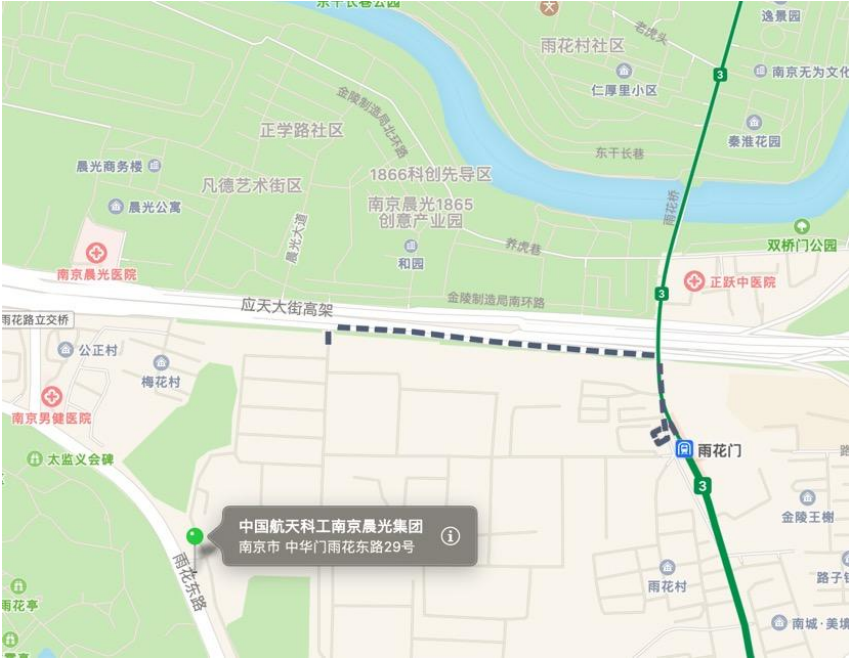 东干长巷公园
逸景园
老虎头
雨花村社区
3
南京无为文化
仁厚里小区
金陵制造局北环路
正学路社区
秦淮花园
东干长巷
晨光商务楼
1866科创先导区
凡德艺术街区
南京晨光1865
创意产业园
晨光公寓
雨花桥
晨光大道
和园
养虎巷
双桥门公园
南京晨光医院
正跃中医院
3
应天大街高架
金陵制造局南环路
雨花路立交桥
公正村
梅花村
南京男健医院
太监义会碑
雨花门
路
3
金陵王榭
中国航天科工南京晨光集团
南京市 中华门雨花东路29号
雨花东路
雨花村
路子铺
雨花亭
南城·美境